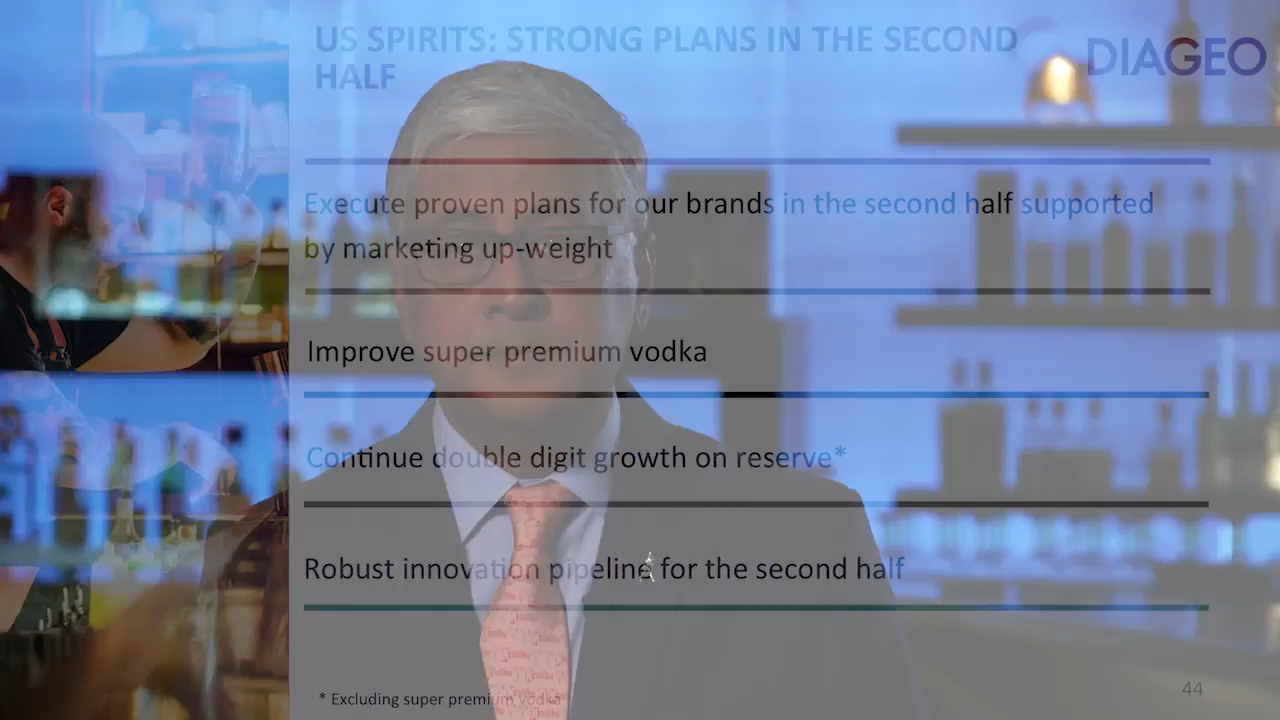 US SPIRITS: STRONG PLANS IN THE SECOND
HALF
DIAGEO
Execute proven plans for our brands in the second half supported
by marketing up-weight
Improve super premium vodka
Continue double digit growth on reserve*
Robust innovation pipeline for the second half
* Excluding super premium vodka
44